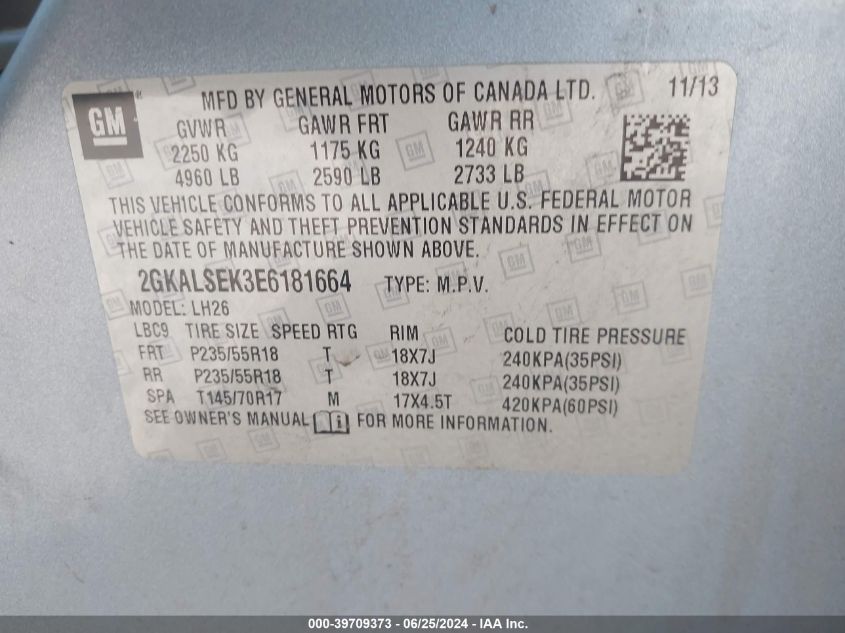 GM
MFD BY GENERAL MOTORS OF CANADA LTD. 11/13
GVWR GAWR FRT GAWR RR
2250 KG 1175 KG 1240 KG
4960 LB 2590 LB 2733 LB
THIS VEHICLE CONFORMS TO ALL APPLICABLE U.S. FEDERAL MOTOR
VEHICLE SAFETY AND THEFT PREVENTION STANDARDS IN EFFECT ON
THE DATE OF MANUFACTURE SHOWN ABOVE.
2GKALSEK3E6181664 TYPE: M.P.V.
MODEL: LH26
LBC9 TIRE SIZE SPEED RTG RIM COLD TIRE PRESSURE
FRT P235/55R18 T 18X7J 240KPA(35PSI)
RR P235/55R18 T 18X7J 240KPA(35PSI)
SPA T145/70R17 M 17X4.5T 420KPA(60PSI)
SEE OWNER'S MANUAL i FOR MORE INFORMATION.
000-39709373 - 06/25/2024 - IAA Inc.